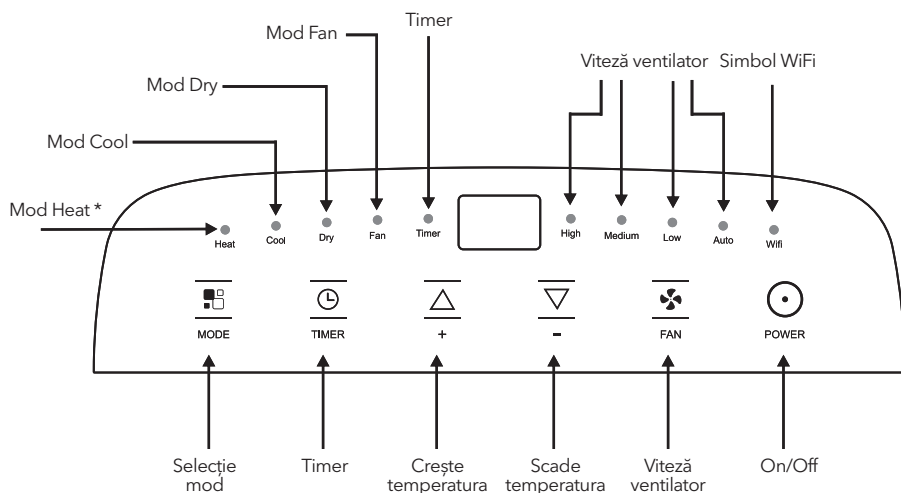 Timer
Mod Fan
Viteză ventilator Simbol WiFi
Mod Dry
Mod Cool
Mod Heat *
Heat Cool Dry Fan Timer High Medium Low Auto Wifi
MODE TIMER + − FAN POWER
Selecție mod
Timer
Crește temperatura
Scade temperatura
Viteză ventilator
On/Off